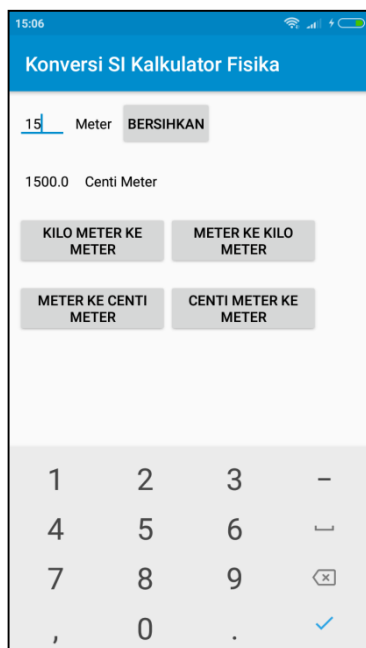 15:06
Konversi SI Kalkulator Fisika
15 Meter BERSIHKAN
1500.0 Centi Meter
KILO METER KE METER
METER KE KILO METER
METER KE CENTI METER
CENTI METER KE METER
1 2 3 -
4 5 6
7 8 9
, 0 .